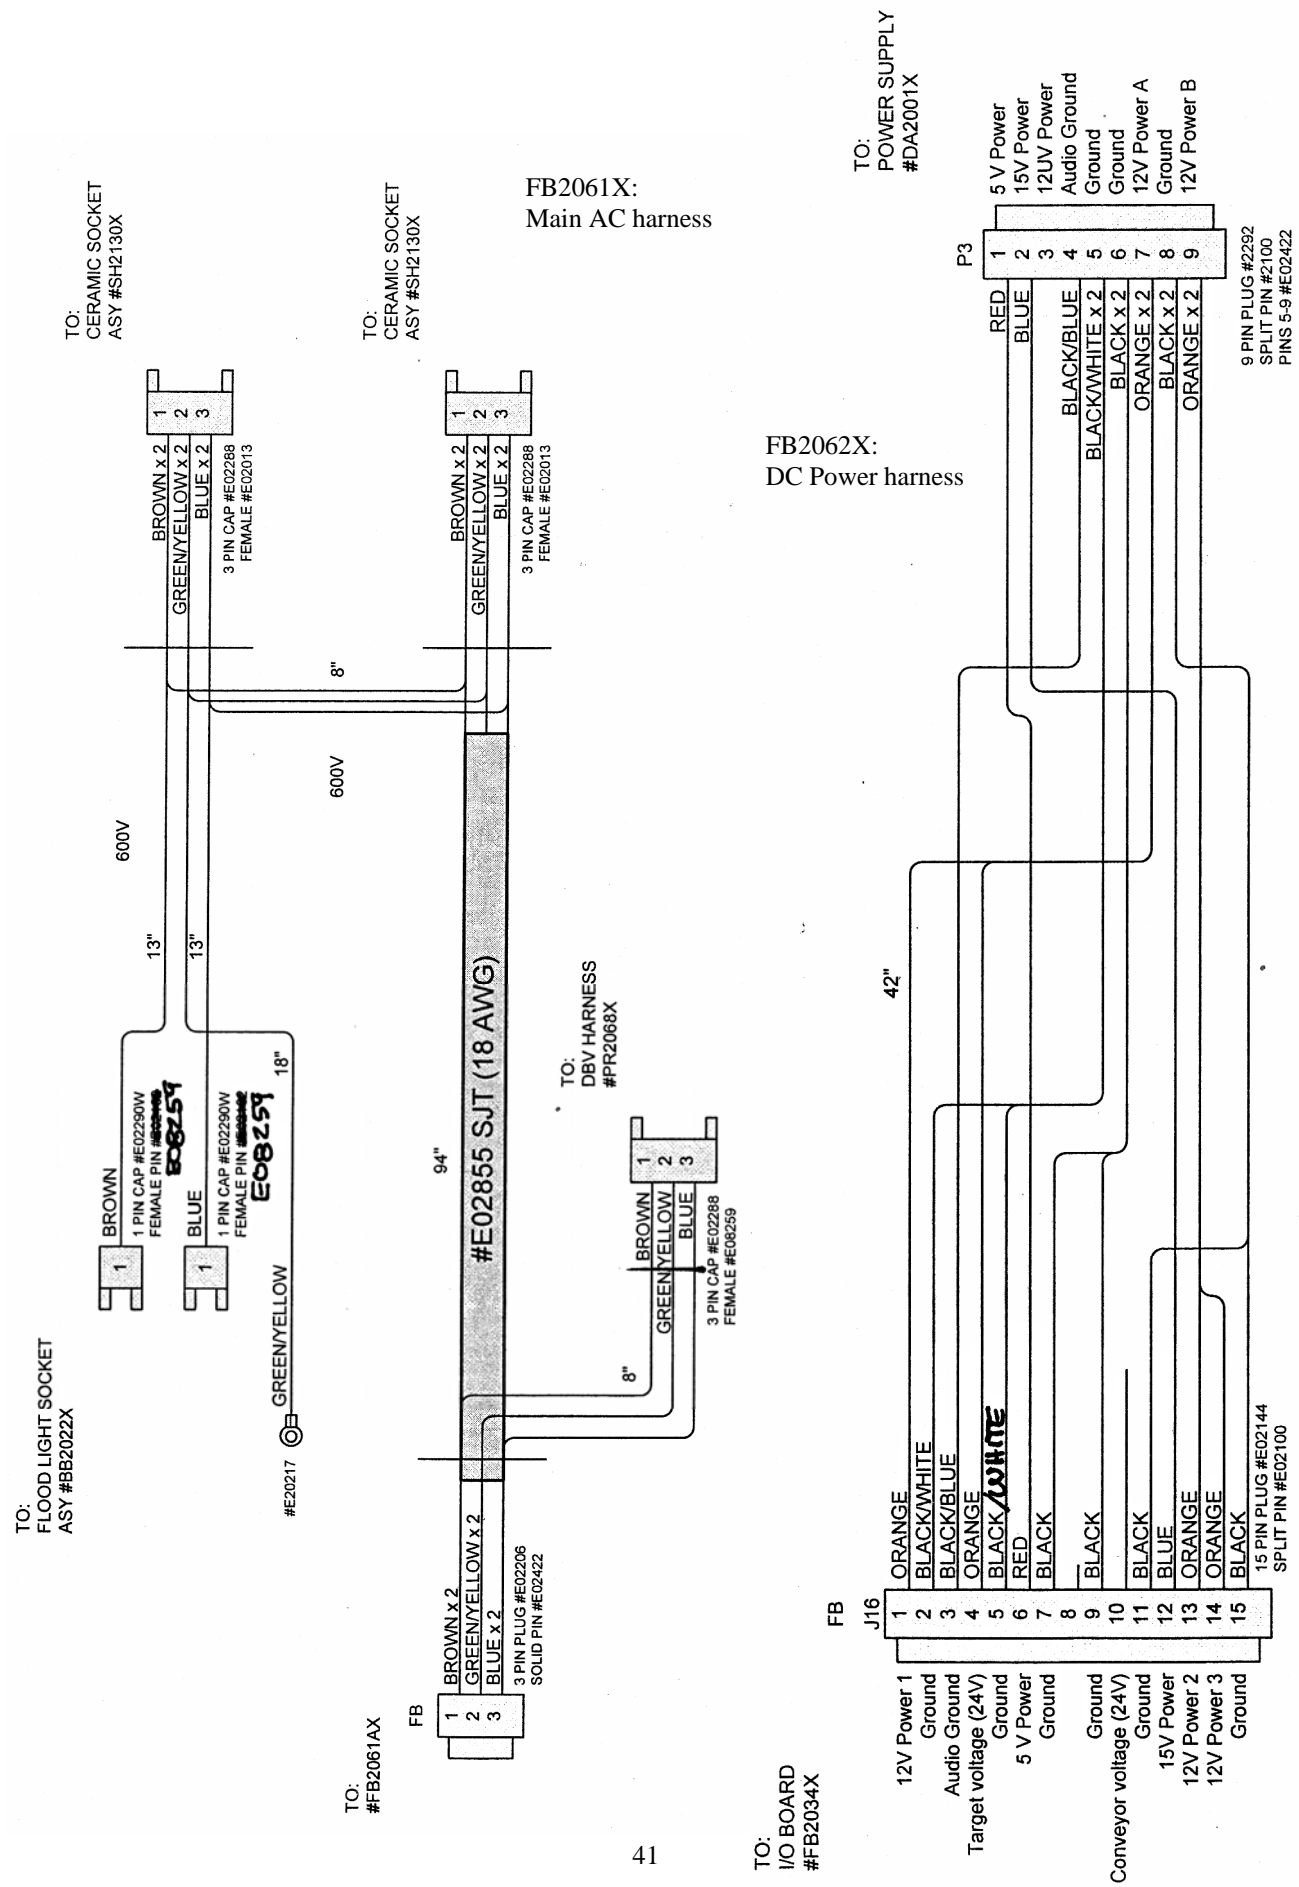 FB2061X:
Main AC harness
TO:
CERAMIC SOCKET
ASY #SH2130X
1
2
3
BROWN x 2
GREEN/YELLOW x 2
BLUE x 2
3 PIN CAP #E02288
FEMALE #E02013
TO:
CERAMIC SOCKET
ASY #SH2130X
1
2
3
BROWN x 2
GREEN/YELLOW x 2
BLUE x 2
3 PIN CAP #E02288
FEMALE #E02013
8"
600V
600V
13"
13"
18"
94"
#E02855 SJT (18 AWG)
TO:
FLOOD LIGHT SOCKET
ASY #BB2022X
1
BROWN
1 PIN CAP #E02290W
FEMALE PIN
E08259
1
BLUE
1 PIN CAP #E02290W
FEMALE PIN
E08259
GREEN/YELLOW
#E20217
TO:
DBV HARNESS
#PR2068X
1
2
3
BROWN
GREEN/YELLOW
BLUE
3 PIN CAP #E02288
FEMALE #E08259
8"
TO:
#FB2061AX
FB
1
2
3
BROWN x 2
GREEN/YELLOW x 2
BLUE x 2
3 PIN PLUG #E02206
SOLID PIN #E02422
FB2062X:
DC Power harness
TO:
POWER SUPPLY
#DA2001X
5 V Power
15V Power
12UV Power
Audio Ground
Ground
Ground
12V Power A
Ground
12V Power B
P3
1
2
3
4
5
6
7
8
9
RED
BLUE
BLACK/BLUE
BLACK/WHITE x 2
BLACK x 2
ORANGE x 2
BLACK x 2
ORANGE x 2
9 PIN PLUG #2292
SPLIT PIN #2100
PINS 5-9 #E02422
42"
ORANGE
BLACK/WHITE
BLACK/BLUE
ORANGE
BLACK/WHITE
RED
BLACK
BLACK
BLACK
BLUE
ORANGE
ORANGE
BLACK
15 PIN PLUG #E02144
SPLIT PIN #E02100
FB
J16
1
2
3
4
5
6
7
8
9
10
11
12
13
14
15
12V Power 1
Ground
Audio Ground
Target voltage (24V)
Ground
5 V Power
Ground
Ground
Conveyor voltage (24V)
Ground
15V Power
12V Power 2
12V Power 3
Ground
TO:
I/O BOARD
#FB2034X
41